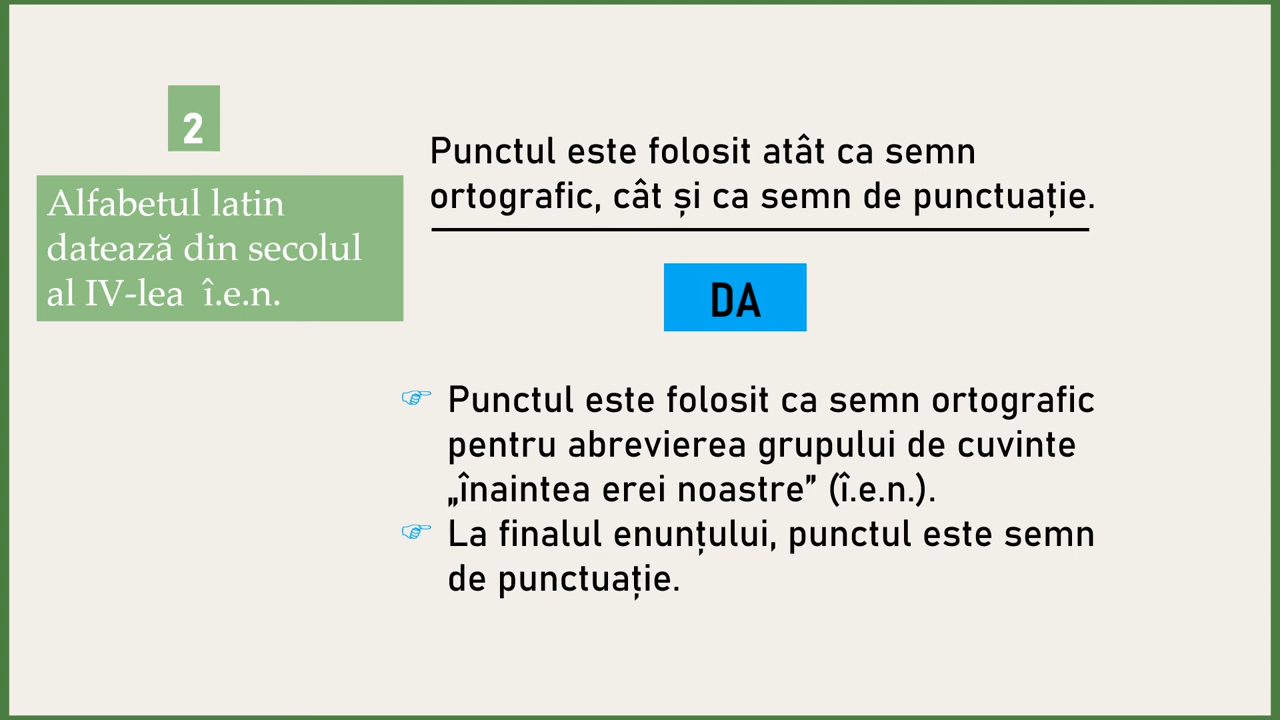 2
Alfabetul latin
datează din secolul
al IV-lea  î.e.n.
Punctul este folosit atât ca semn
ortografic, cât și ca semn de punctuație.
DA
☞ Punctul este folosit ca semn ortografic
pentru abrevierea grupului de cuvinte
„înaintea erei noastre” (î.e.n.).
☞ La finalul enunțului, punctul este semn
de punctuație.